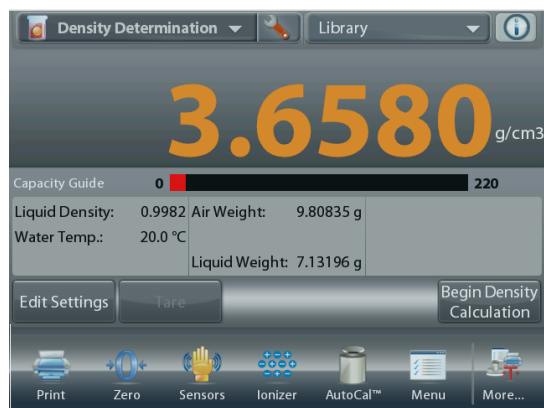 Density Determination Library
3.6580 g/cm3
Capacity Guide 0 220
Liquid Density: 0.9982 Air Weight: 9.80835 g
Water Temp.: 20.0 °C
Liquid Weight: 7.13196 g
Edit Settings Tare Begin Density
Calculation
Print Zero Sensors Ionizer AutoCal™ Menu More...